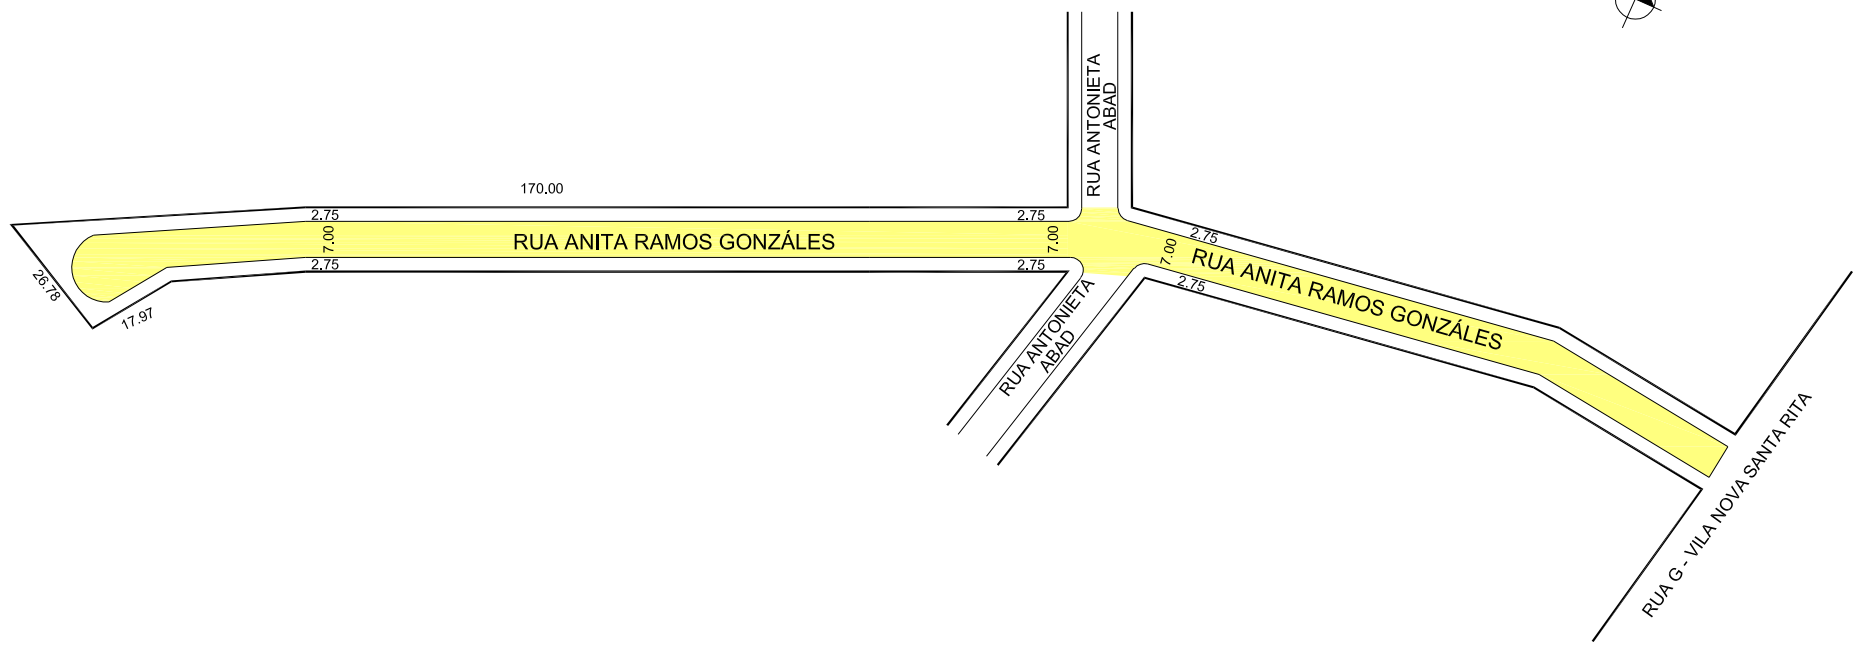 RUA ANTONIETA
ABAD
170.00
2.75
2.75
7.00
RUA ANITA RAMOS GONZÁLES
7.00
2.75
2.75
2.75
7.00
RUA ANITA RAMOS GONZÁLES
2.75
26.78
17.97
RUA ANTONIETA
ABAD
RUA G - VILA NOVA SANTA RITA